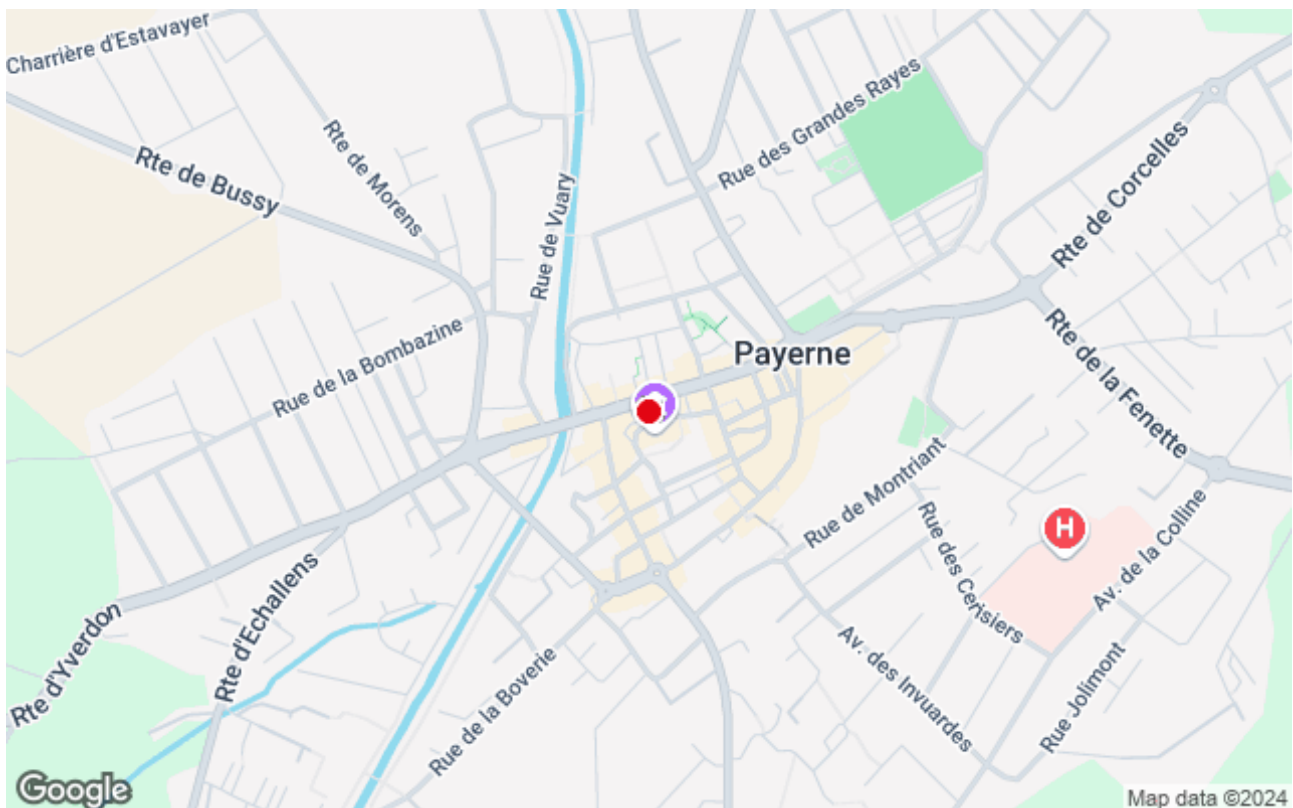 Charrière d'Estavayer
Rte de Bussy
Rte de Morens
Rue de Vuary
Rue des Grandes Rayes
Rte de Corcelles
Rue de la Bombazine
Payerne
Rte de la Fenette
Rue de Montriant
Rue des Cerisiers
H
Av. de la Colline
Rte d'Yverdon
Rte d'Echallens
Rue de la Boverie
Av. des Invuardes
Rue Jolimont
Google
Map data ©2024